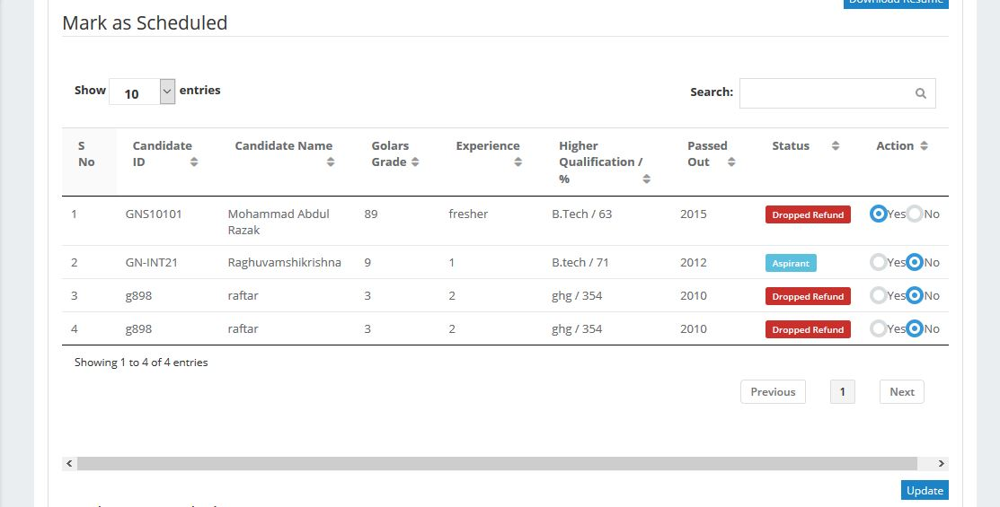 Download Resume
Mark as Scheduled
Show 10 entries
Search:
S No Candidate ID Candidate Name Golars Grade Experience Higher Qualification / % Passed Out Status Action
1 GNS10101 Mohammad Abdul Razak 89 fresher B.Tech / 63 2015 Dropped Refund Yes No
2 GN-INT21 Raghuvamshikrishna 9 1 B.tech / 71 2012 Aspirant Yes No
3 g898 raftar 3 2 ghg / 354 2010 Dropped Refund Yes No
4 g898 raftar 3 2 ghg / 354 2010 Dropped Refund Yes No
Showing 1 to 4 of 4 entries
Previous 1 Next
Update